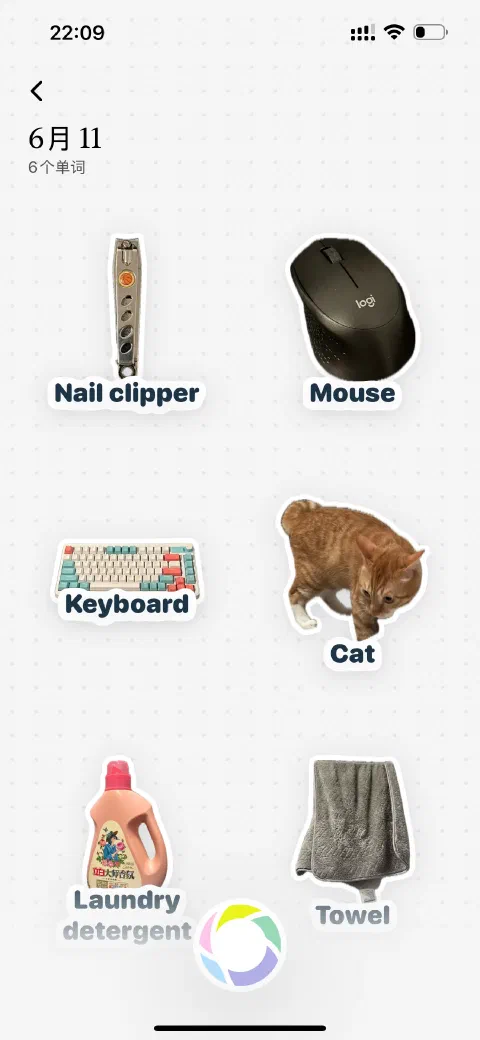 22:09
6月 11
6个单词
logi
Nail clipper
Mouse
Keyboard
Cat
Laundry
detergent
Towel